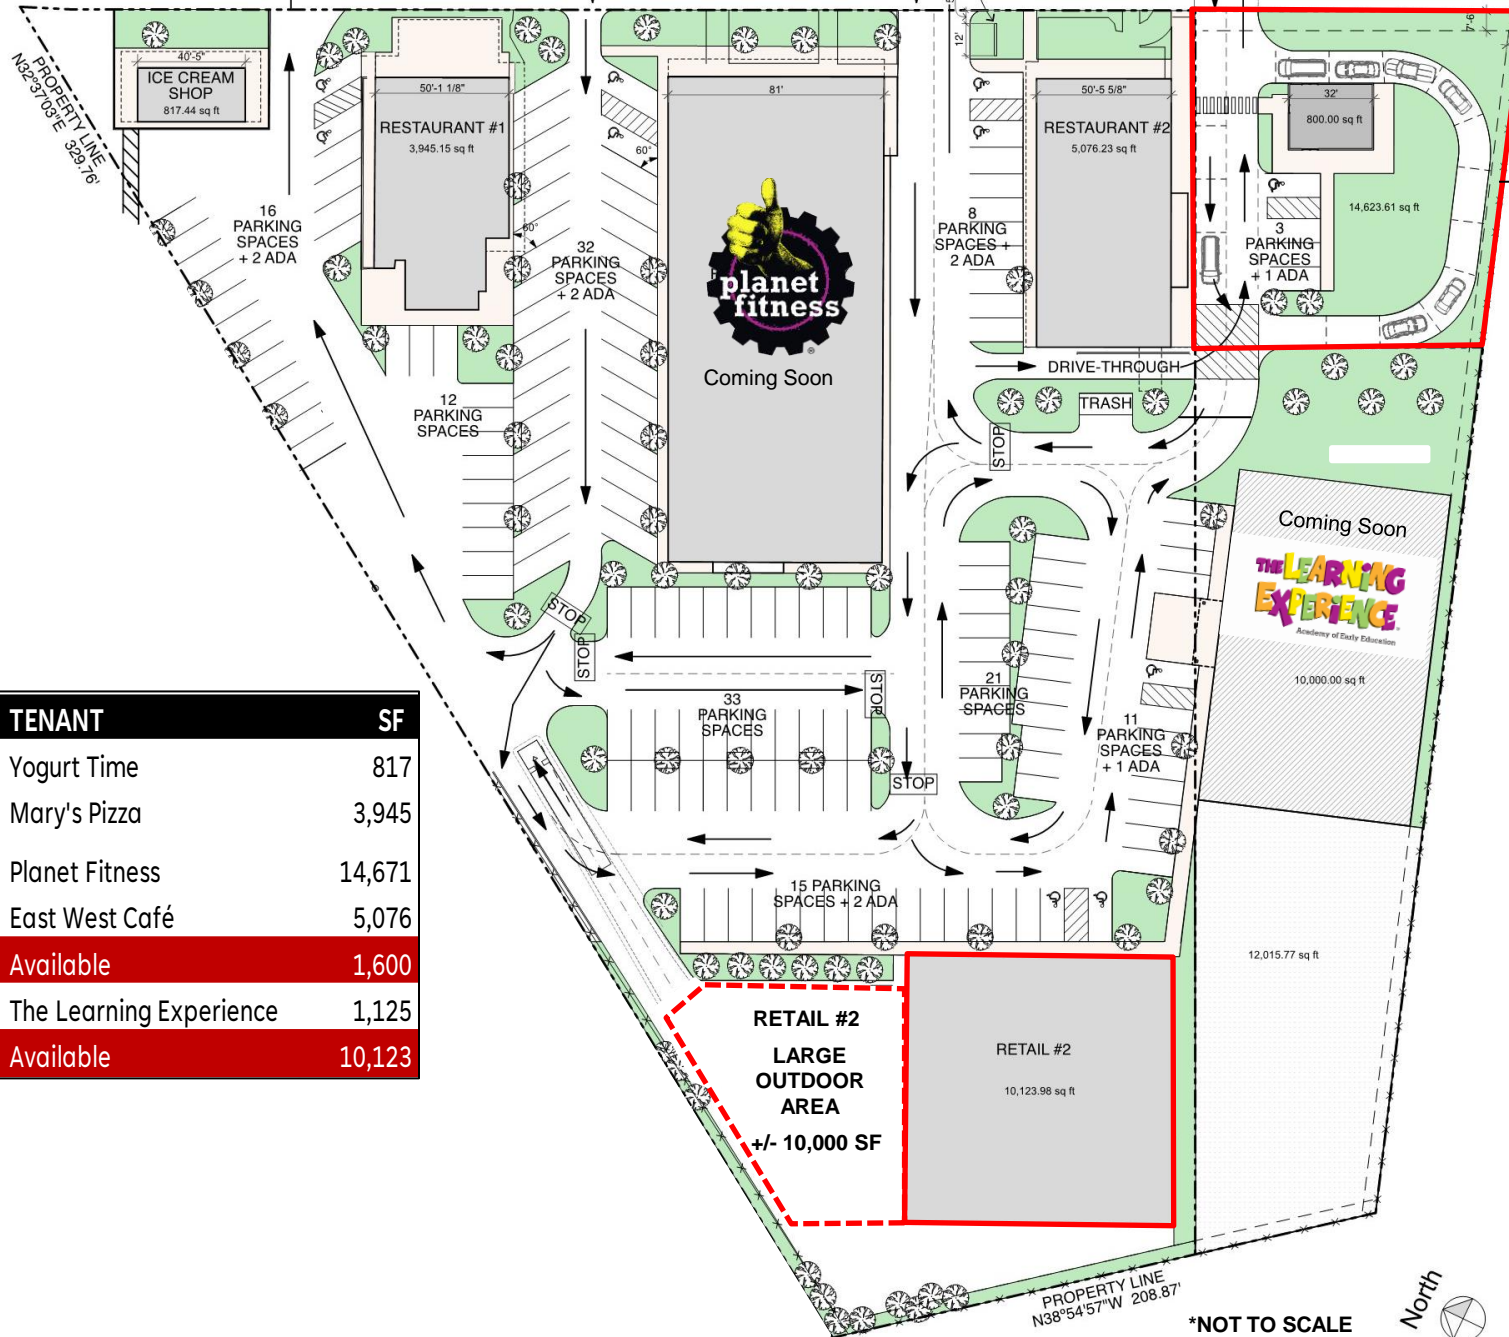 PROPERTY LINE
N32°37'03"E 329.76'
40'-5"
ICE CREAM
SHOP
817.44 sq ft
50'-1 1/8"
RESTAURANT #1
3,945.15 sq ft
60°
60°
81'
planet
fitness
®
Coming Soon
12'
50'-5 5/8"
RESTAURANT #2
5,076.23 sq ft
7'-6
32'
800.00 sq ft
14,623.61 sq ft
16
PARKING
SPACES
+ 2 ADA
32
PARKING
SPACES
+ 2 ADA
8
PARKING
SPACES +
2 ADA
3
PARKING
SPACES
+ 1 ADA
12
PARKING
SPACES
DRIVE-THROUGH
TRASH
STOP
STOP
STOP
STOP
STOP
33
PARKING
SPACES
21
PARKING
SPACES
11
PARKING
SPACES
+ 1 ADA
15 PARKING
SPACES + 2 ADA
Coming Soon
THE LEARNING
EXPERIENCE
Academy of Early Education
10,000.00 sq ft
12,015.77 sq ft
TENANT SF
Yogurt Time 817
Mary's Pizza 3,945
Planet Fitness 14,671
East West Café 5,076
Available 1,600
The Learning Experience 1,125
Available 10,123
RETAIL #2
LARGE
OUTDOOR
AREA
+/- 10,000 SF
RETAIL #2
10,123.98 sq ft
PROPERTY LINE
N38°54'57"W 208.87'
*NOT TO SCALE
North